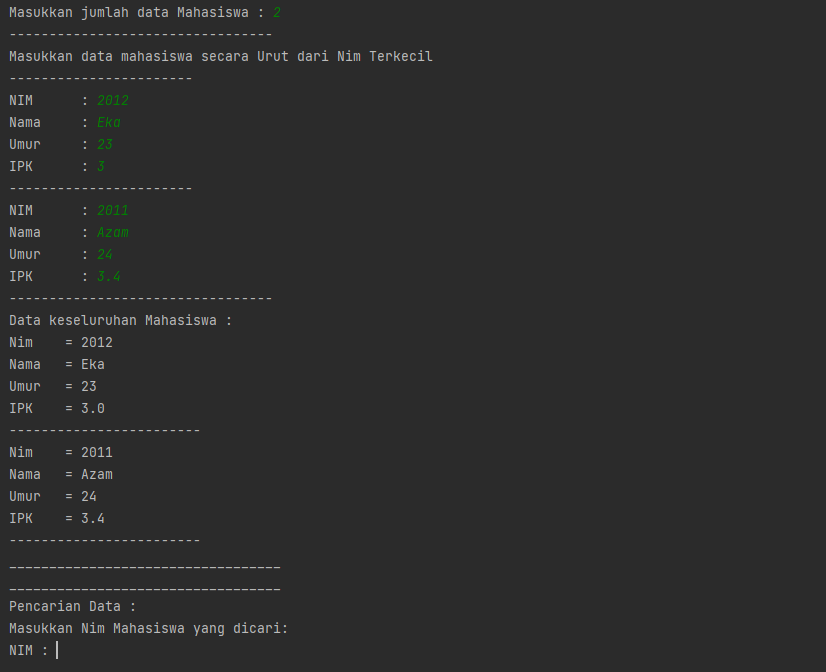 Masukkan jumlah data Mahasiswa : 2
---------------------------------
Masukkan data mahasiswa secara Urut dari Nim Terkecil
-----------------------
NIM      : 2012
Nama     : Eka
Umur     : 23
IPK      : 3
-----------------------
NIM      : 2011
Nama     : Azam
Umur     : 24
IPK      : 3.4
---------------------------------
Data keseluruhan Mahasiswa :
Nim    = 2012
Nama   = Eka
Umur   = 23
IPK    = 3.0
------------------------
Nim    = 2011
Nama   = Azam
Umur   = 24
IPK    = 3.4
------------------------
__________________________________
__________________________________
Pencarian Data :
Masukkan Nim Mahasiswa yang dicari:
NIM :